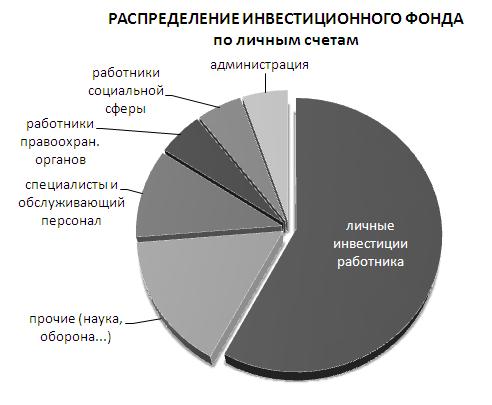 РАСПРЕДЕЛЕНИЕ ИНВЕСТИЦИОННОГО ФОНДА
по личным счетам
администрация
работники
социальной
сферы
работники
правоохран.
органов
специалисты и
обслуживающий
персонал
личные
инвестиции
работника
прочие (наука,
оборона...)